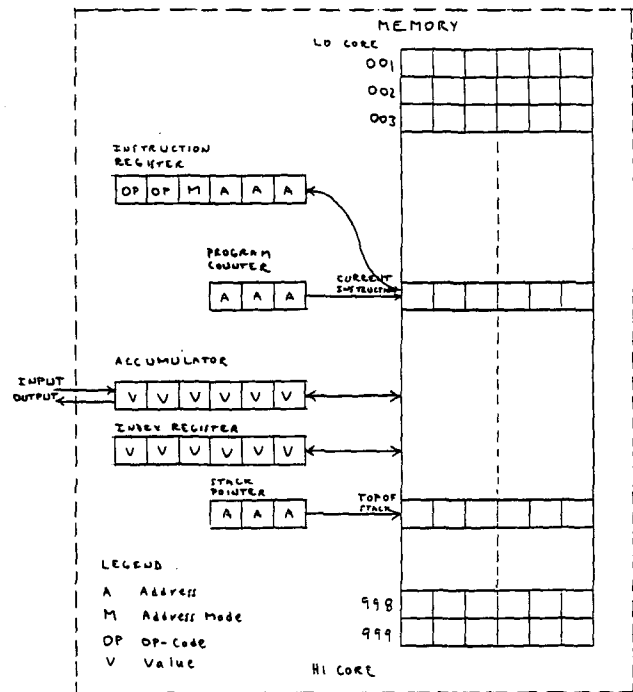 MEMORY
LO CORE
001
002
003
INSTRUCTION
REGISTER
OP OP M A A A
PROGRAM
COUNTER
A A A
CURRENT
INSTRUCTION
ACCUMULATOR
INPUT
OUTPUT
V V V V V V
INDEX REGISTER
V V V V V V
STACK
POINTER
A A A
TOP OF
STACK
LEGEND
A Address
M Address Mode
OP OP-Code
V Value
998
999
HI CORE